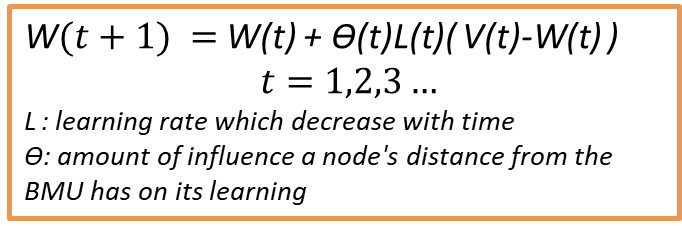 W(t + 1) = W(t) + Θ(t)L(t)( V(t)-W(t) )
t = 1,2,3 ...
L : learning rate which decrease with time
Θ: amount of influence a node's distance from the
BMU has on its learning